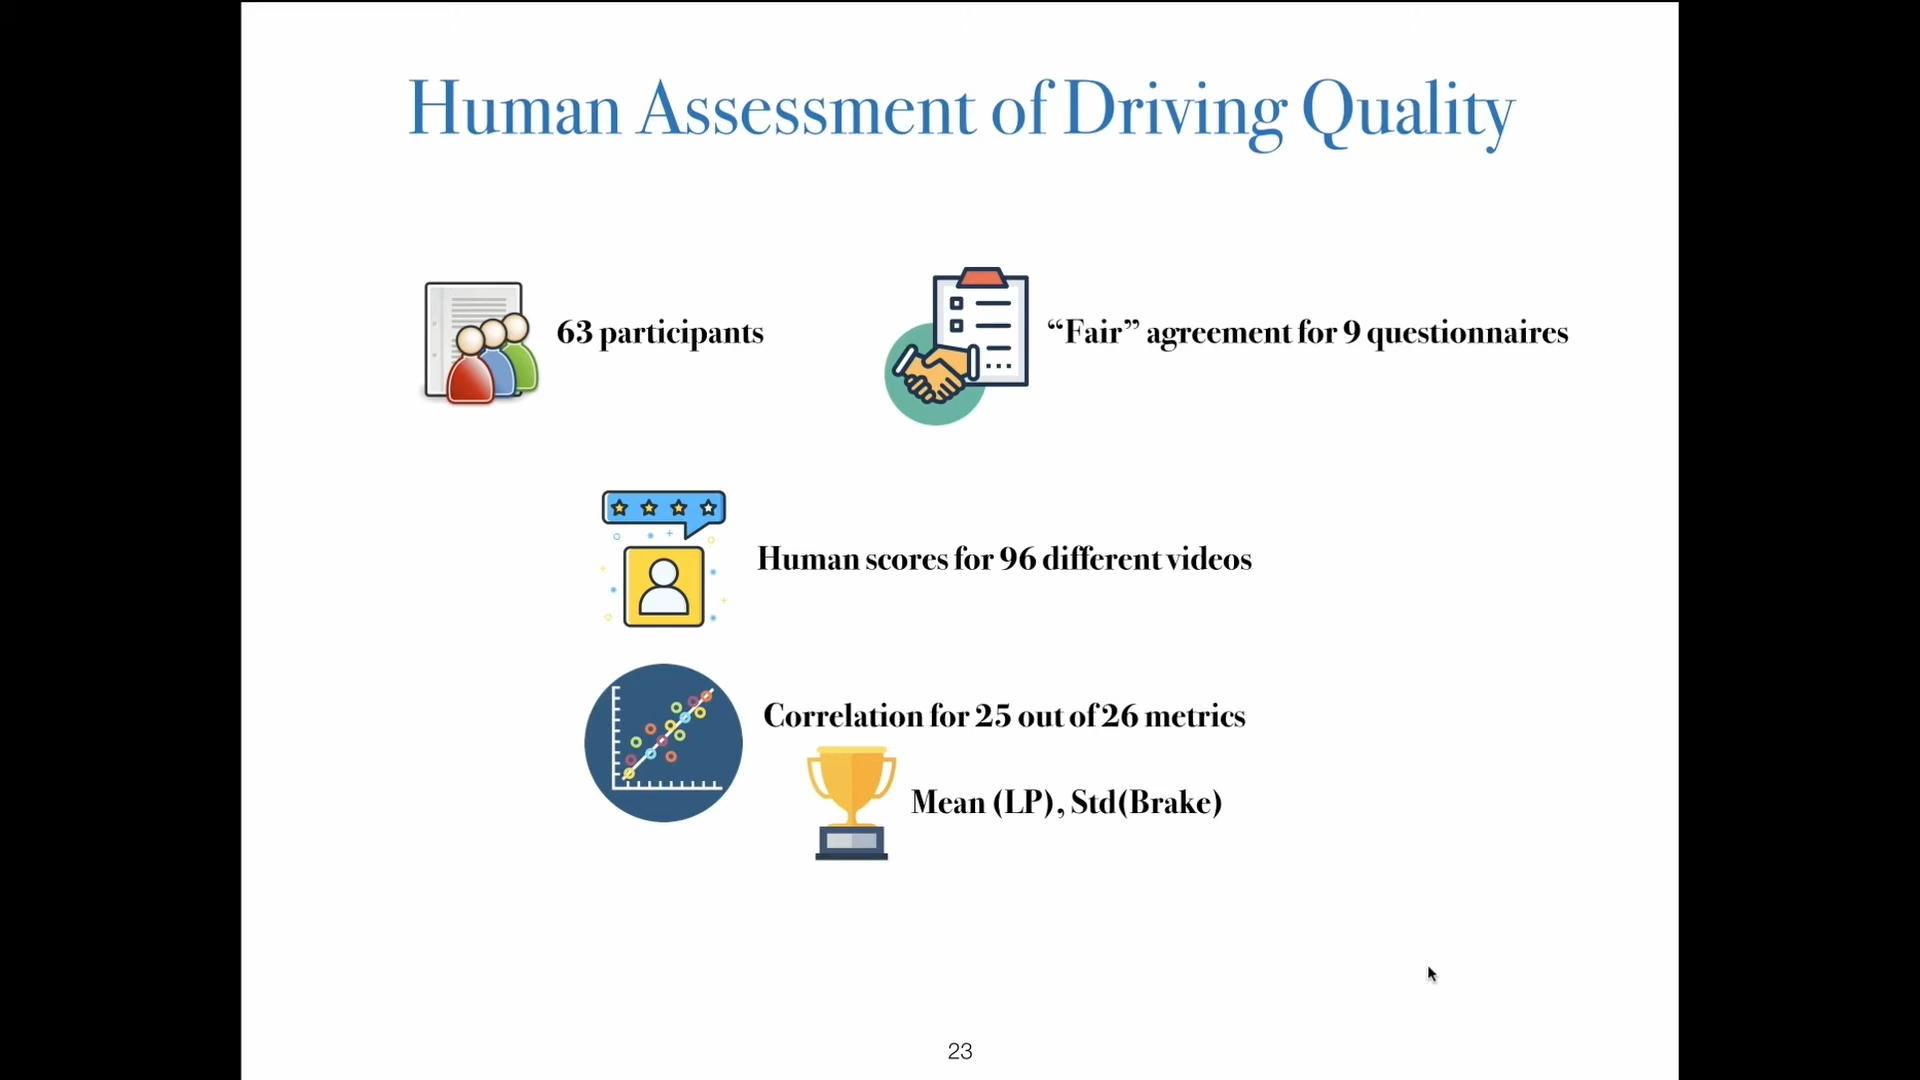 Human Assessment of Driving Quality
63 participants
“Fair” agreement for 9 questionnaires
Human scores for 96 different videos
Correlation for 25 out of 26 metrics
Mean (LP), Std(Brake)
23